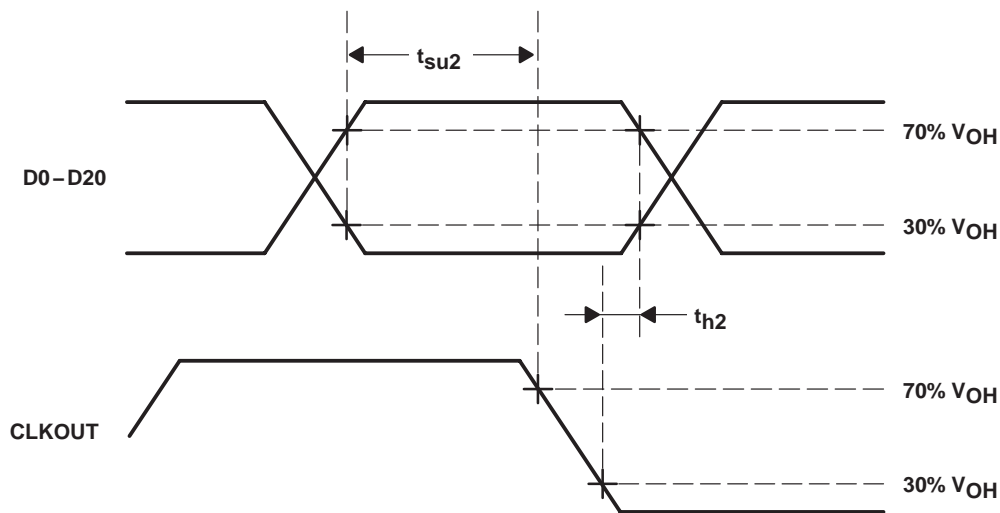 tsu2
D0–D20
70% VOH
30% VOH
th2
CLKOUT
70% VOH
30% VOH